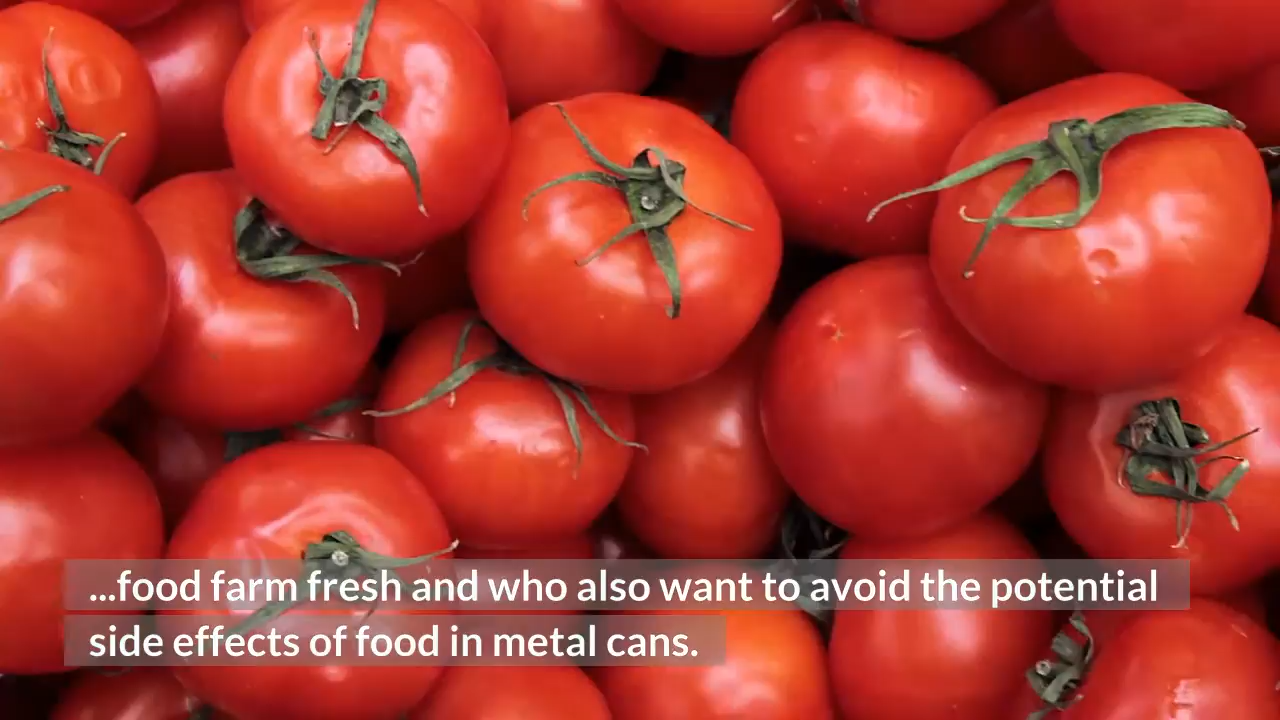 ...food farm fresh and who also want to avoid the potential
side effects of food in metal cans.